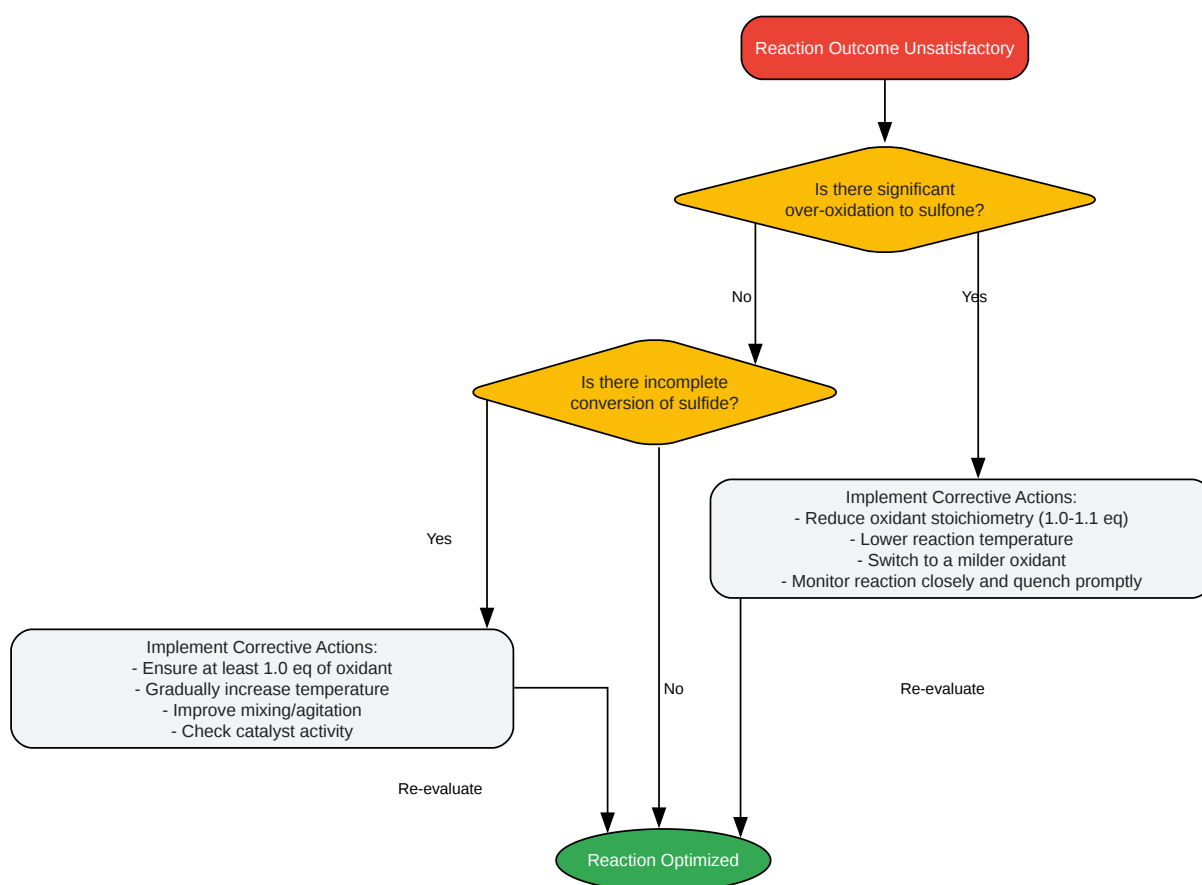 Reaction Outcome Unsatisfactory
Is there significant
over-oxidation to sulfone?
No
Yes
Is there incomplete
conversion of sulfide?
Implement Corrective Actions:
- Reduce oxidant stoichiometry (1.0-1.1 eq)
- Lower reaction temperature
- Switch to a milder oxidant
- Monitor reaction closely and quench promptly
Yes
Implement Corrective Actions:
- Ensure at least 1.0 eq of oxidant
- Gradually increase temperature
- Improve mixing/agitation
- Check catalyst activity
No
Re-evaluate
Re-evaluate
Reaction Optimized